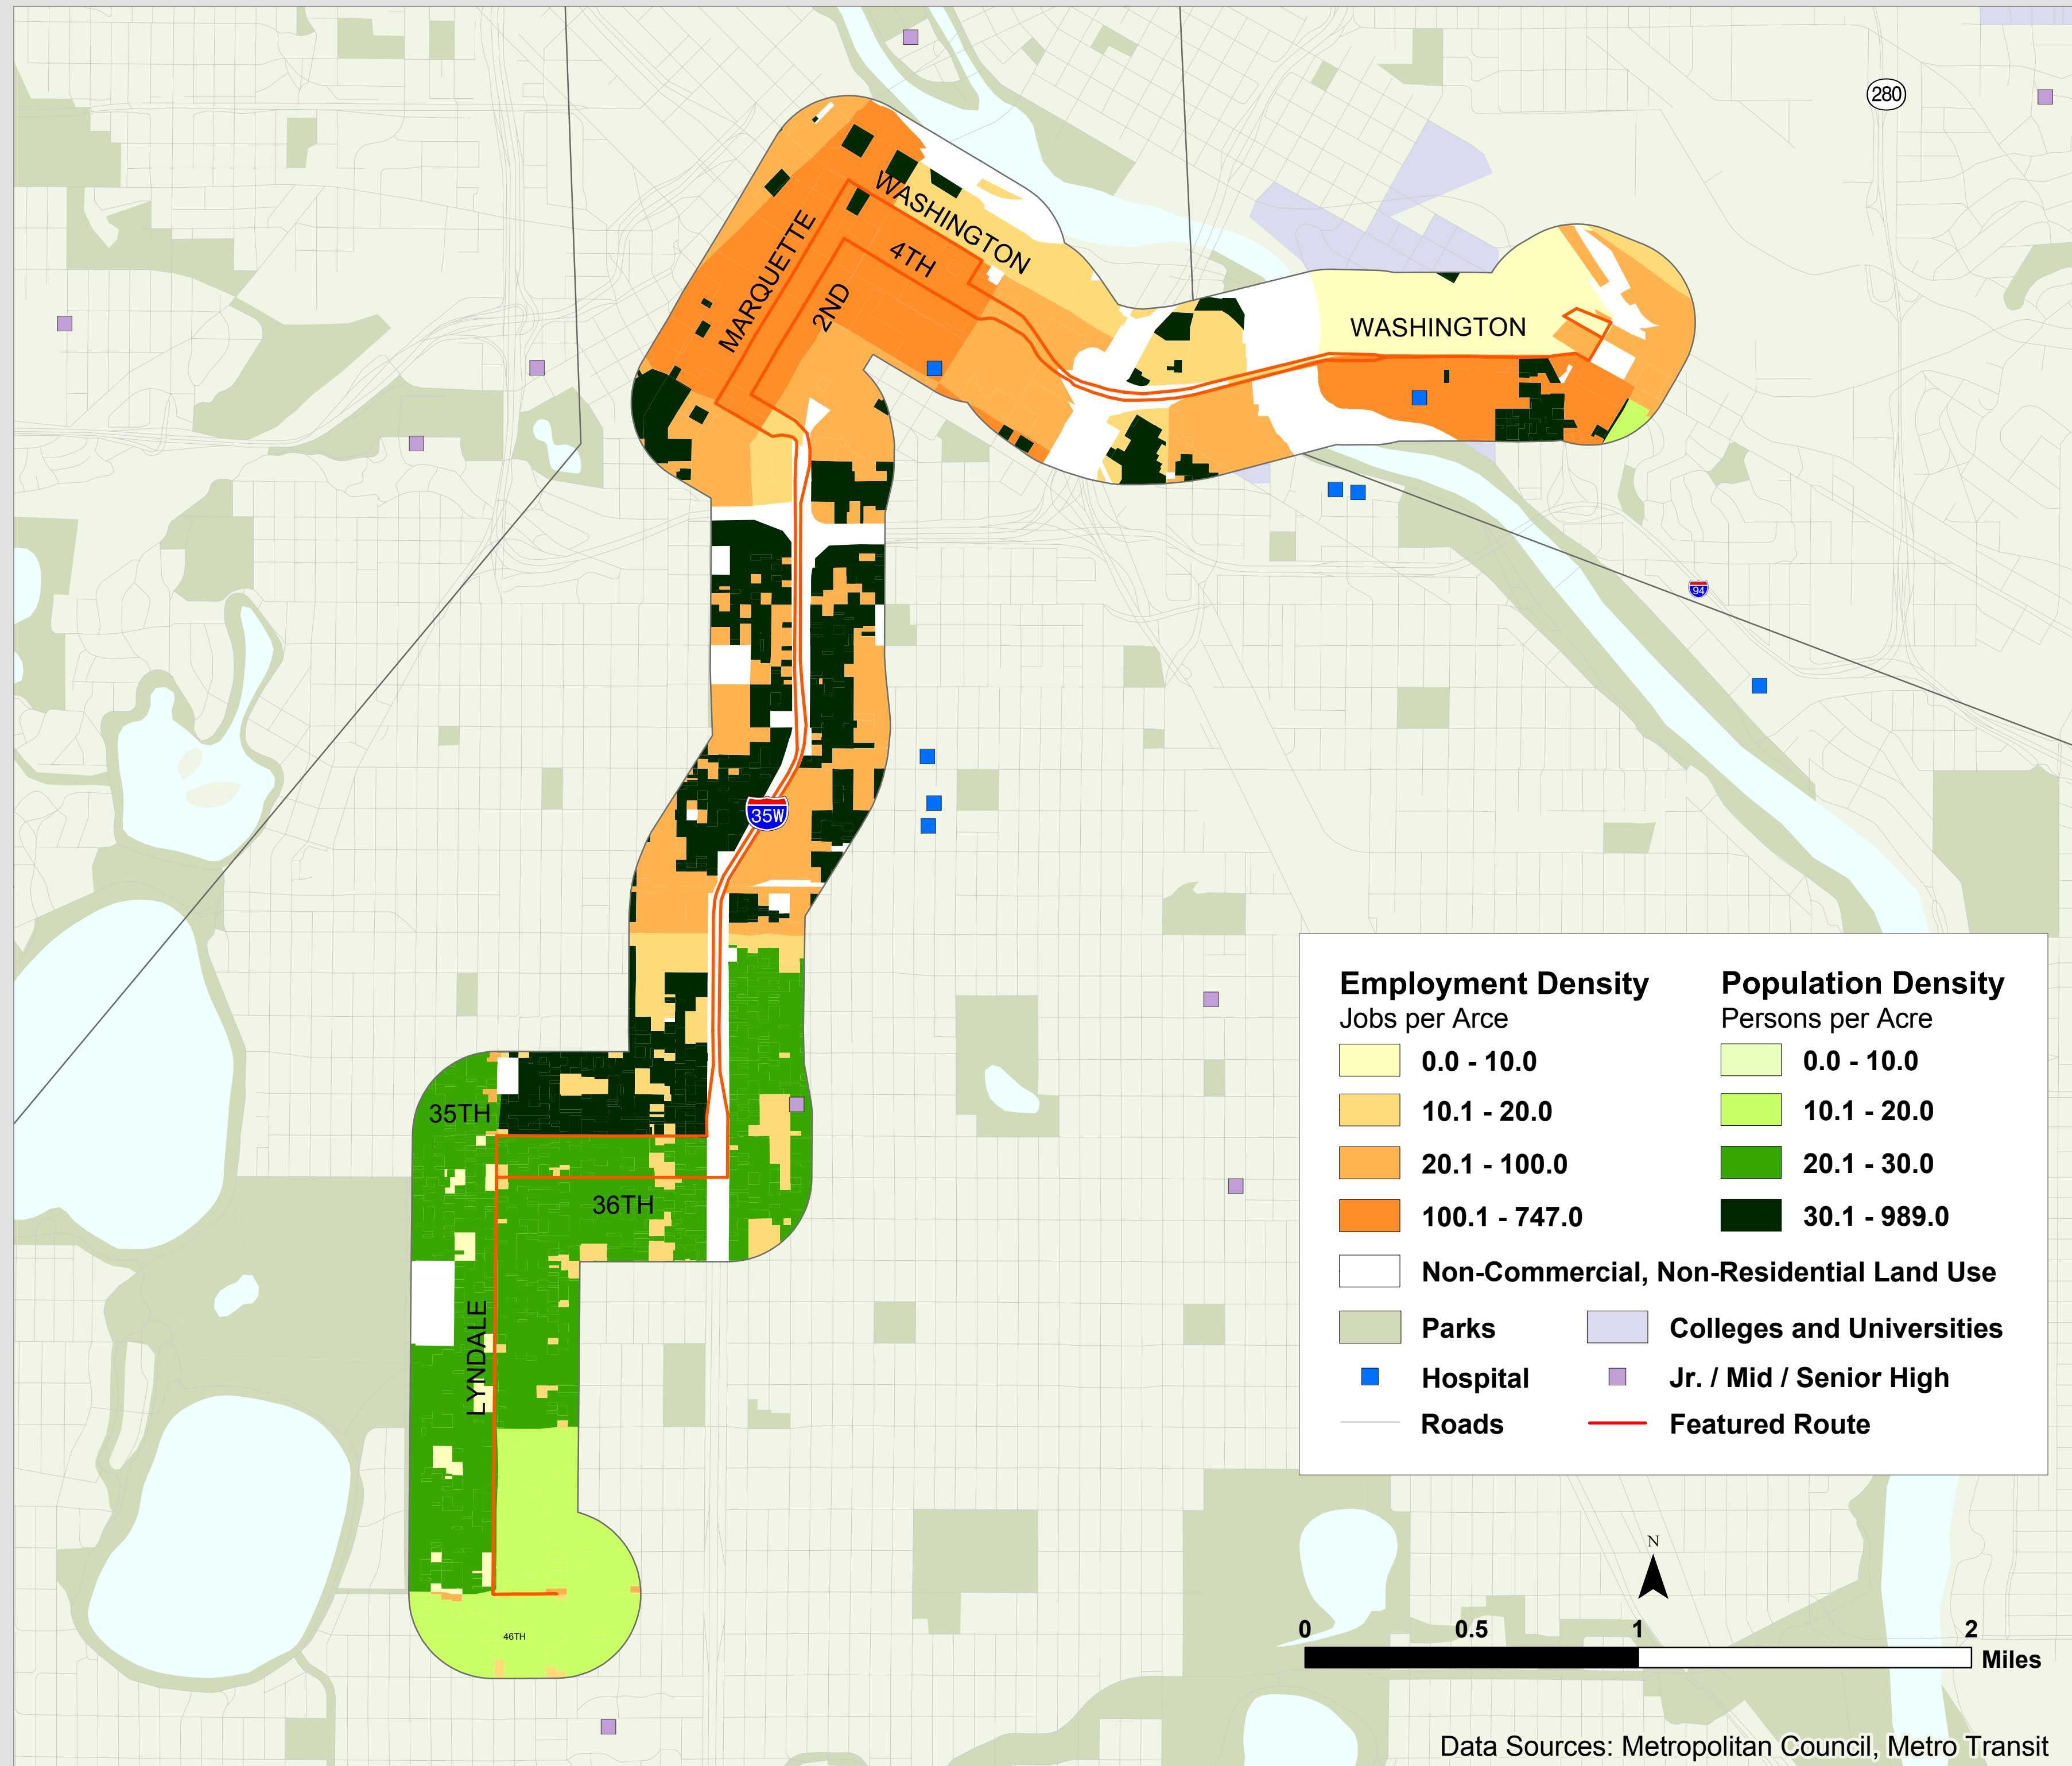 280
WASHINGTON
MARQUETTE
4TH
2ND
WASHINGTON
94
35W
35TH
36TH
LYNDALE
46TH
Employment Density
Jobs per Arce
0.0 - 10.0
10.1 - 20.0
20.1 - 100.0
100.1 - 747.0
Population Density
Persons per Acre
0.0 - 10.0
10.1 - 20.0
20.1 - 30.0
30.1 - 989.0
Non-Commercial, Non-Residential Land Use
Parks
Colleges and Universities
Hospital
Jr. / Mid / Senior High
Roads
Featured Route
N
0 0.5 1 2
Miles
Data Sources: Metropolitan Council, Metro Transit